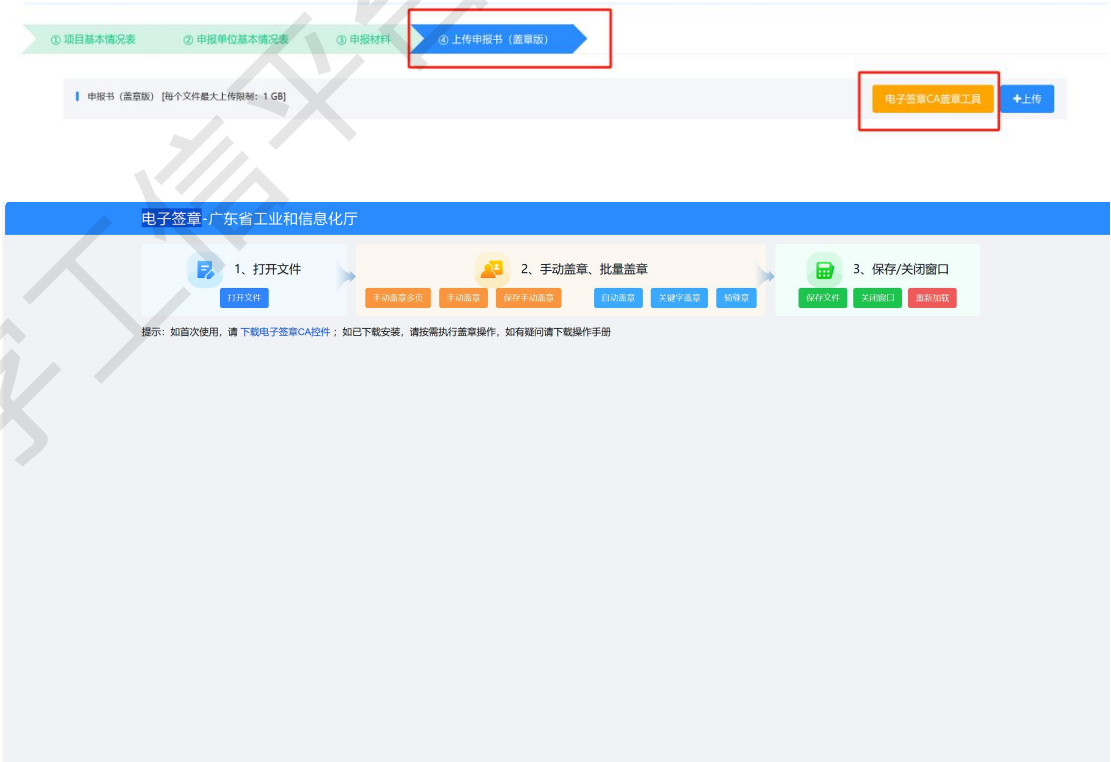 ① 项目基本情况表 ② 申报单位基本情况表 ③ 申报材料 ④ 上传申报书（盖章版）
申报书（盖章版） [每个文件最大上传限制：1 GB] 电子签章CA盖章工具 +上传
电子签章-广东省工业和信息化厅
1、打开文件 2、手动盖章、批量盖章 3、保存/关闭窗口
打开文件 手动盖章多页 手动盖章 保存手动盖章 自动盖章 关键字盖章 骑缝章 保存文件 关闭窗口 重新加载
提示：如首次使用，请 下载电子签章CA控件 ；如已下载安装，请按需执行盖章操作，如有疑问请下载操作手册
字工信平台